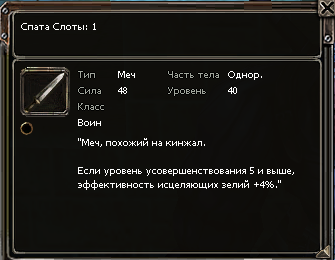 Спата Слоты: 1
Тип Меч Часть тела Однор.
Сила 48 Уровень 40
Класс
Воин
"Меч, похожий на кинжал.
Если уровень усовершенствования 5 и выше,
эффективность исцеляющих зелий +4%."